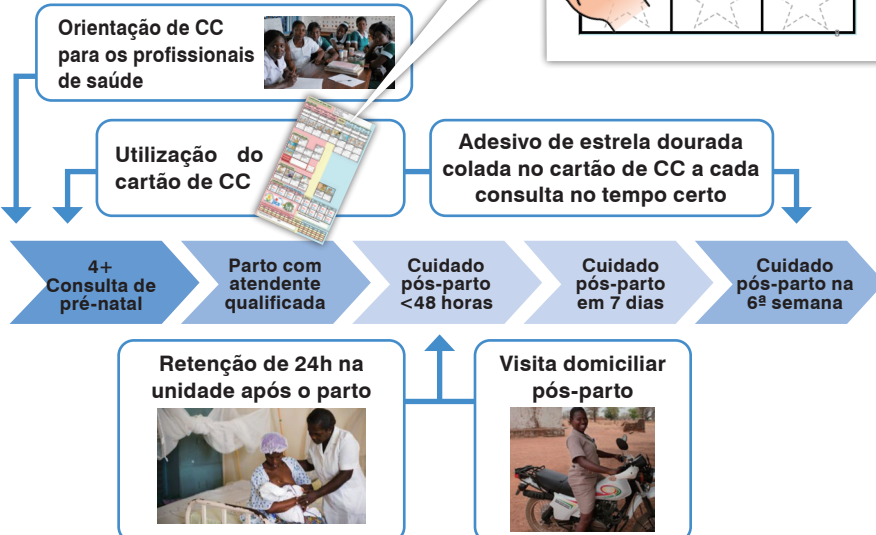 Orientação de CC
para os profissionais
de saúde
Utilização do
cartão de CC
Adesivo de estrela dourada
colada no cartão de CC a cada
consulta no tempo certo
4+
Consulta de
pré-natal
Parto com
atendente
qualificada
Cuidado
pós-parto
<48 horas
Cuidado
pós-parto
em 7 dias
Cuidado
pós-parto na
6ª semana
Retenção de 24h na
unidade após o parto
Visita domiciliar
pós-parto